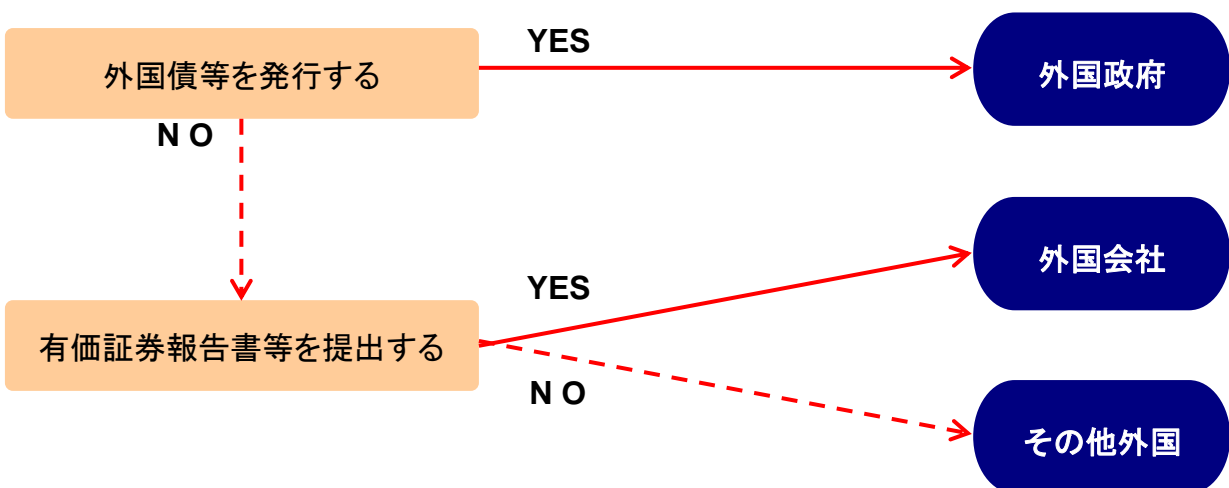 外国債等を発行する
YES
外国政府
N O
有価証券報告書等を提出する
YES
外国会社
N O
その他外国